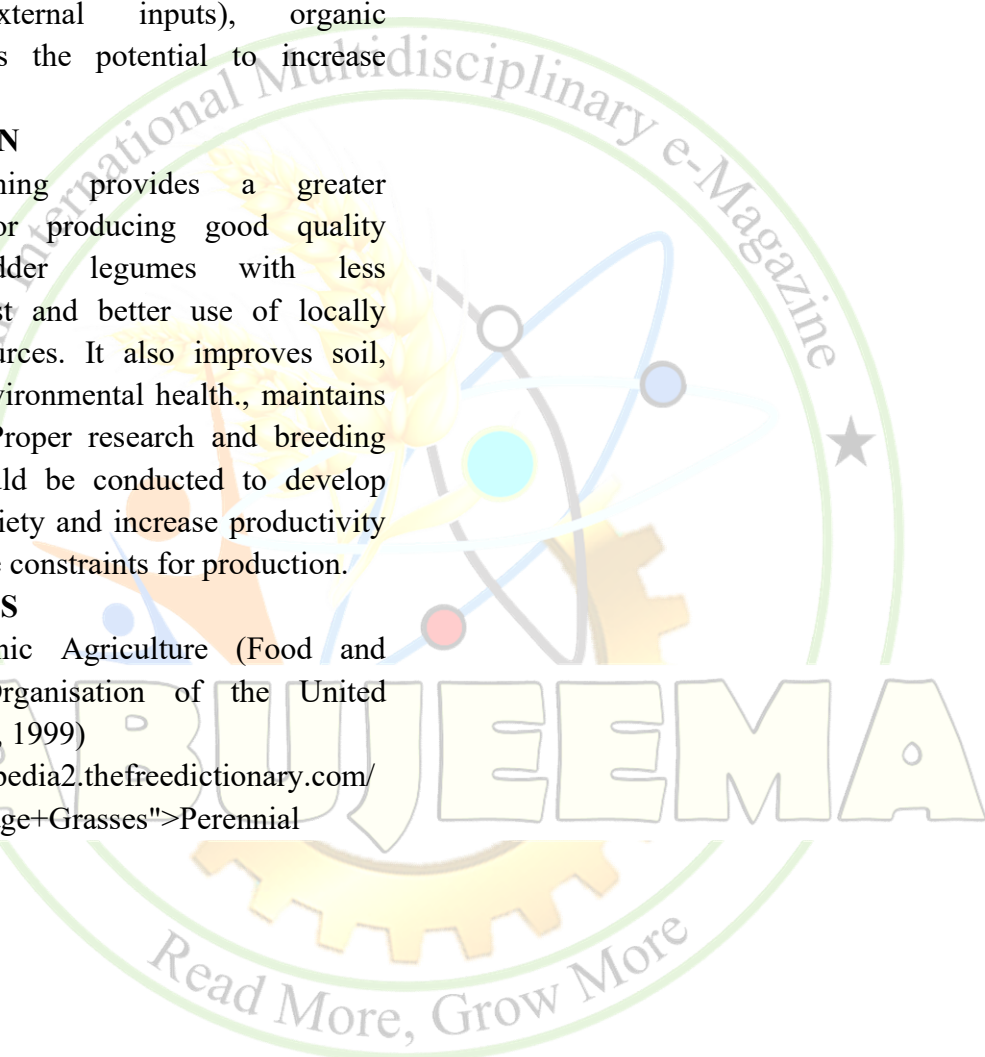 xternal inputs), organic
s the potential to increase
N
ning provides a greater
or producing good quality
dder legumes with less
st and better use of locally
urces. It also improves soil,
vironmental health., maintains
Proper research and breeding
uld be conducted to develop
iety and increase productivity
e constraints for production.
S
nic Agriculture (Food and
Organisation of the United
, 1999)
pedia2.thefreedictionary.com/
ge+Grasses">Perennial
International Multidisciplinary e-Magazine
ABUJEEMA
Read More, Grow More